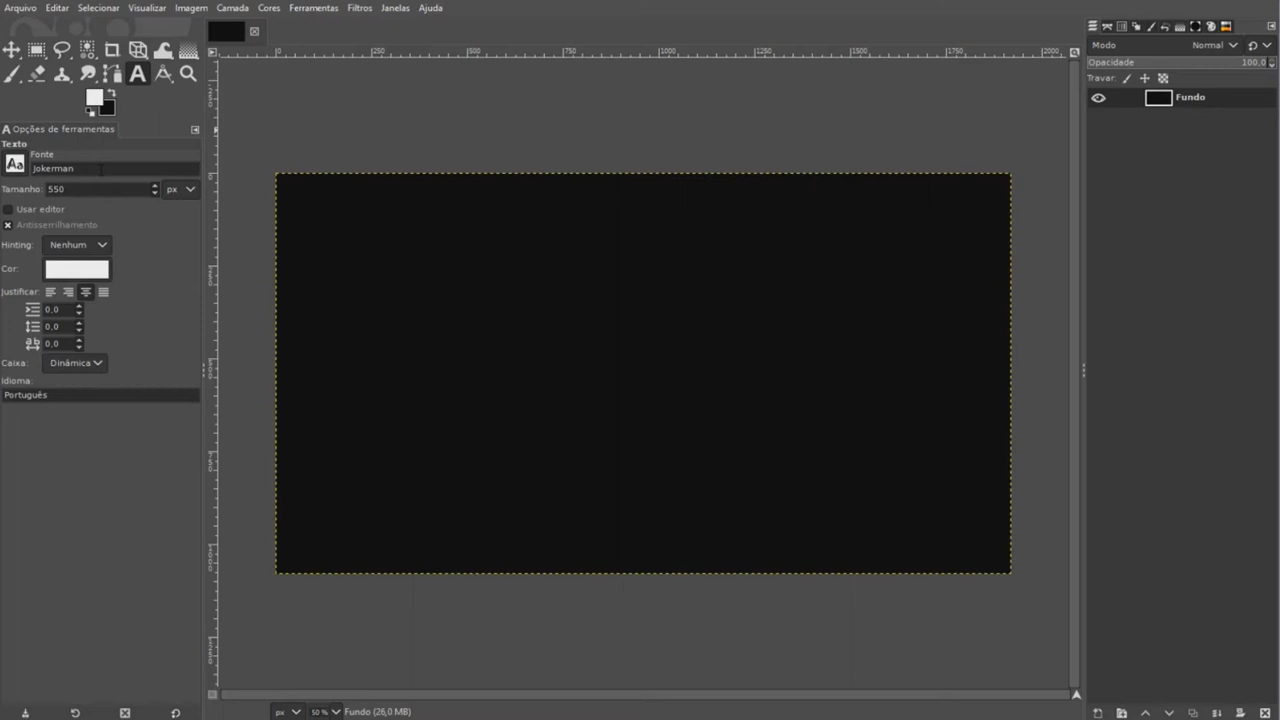 Arquivo Editar Selecionar Visualizar Imagem Camada Cores Ferramentas Filtros Janelas Ajuda
0 250 500 750 1000 1250 1500 1750 2000
Opções de ferramentas
Texto
Fonte
Aa Jokerman
Tamanho: 550 px
Usar editor
Antisserrilhamento
Hinting: Nenhum
Cor:
Justificar:
0,0
0,0
0,0
Caixa: Dinâmica
Idioma:
Português
Modo Normal
Opacidade 100,0
Travar:
Fundo
px 50 % Fundo (26,0 MB)